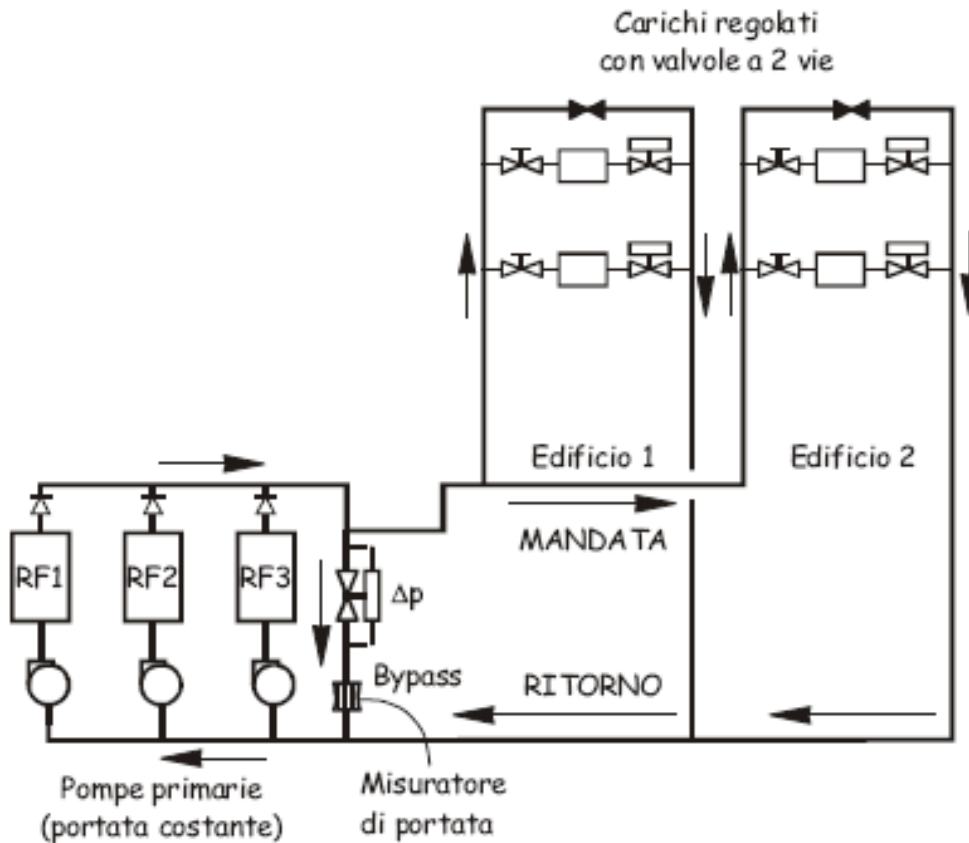 Carichi regolati
con valvole a 2 vie
Edificio 1
Edificio 2
MANDATA
RF1
RF2
RF3
Δp
Bypass
RITORNO
Pompe primarie
(portata costante)
Misuratore
di portata